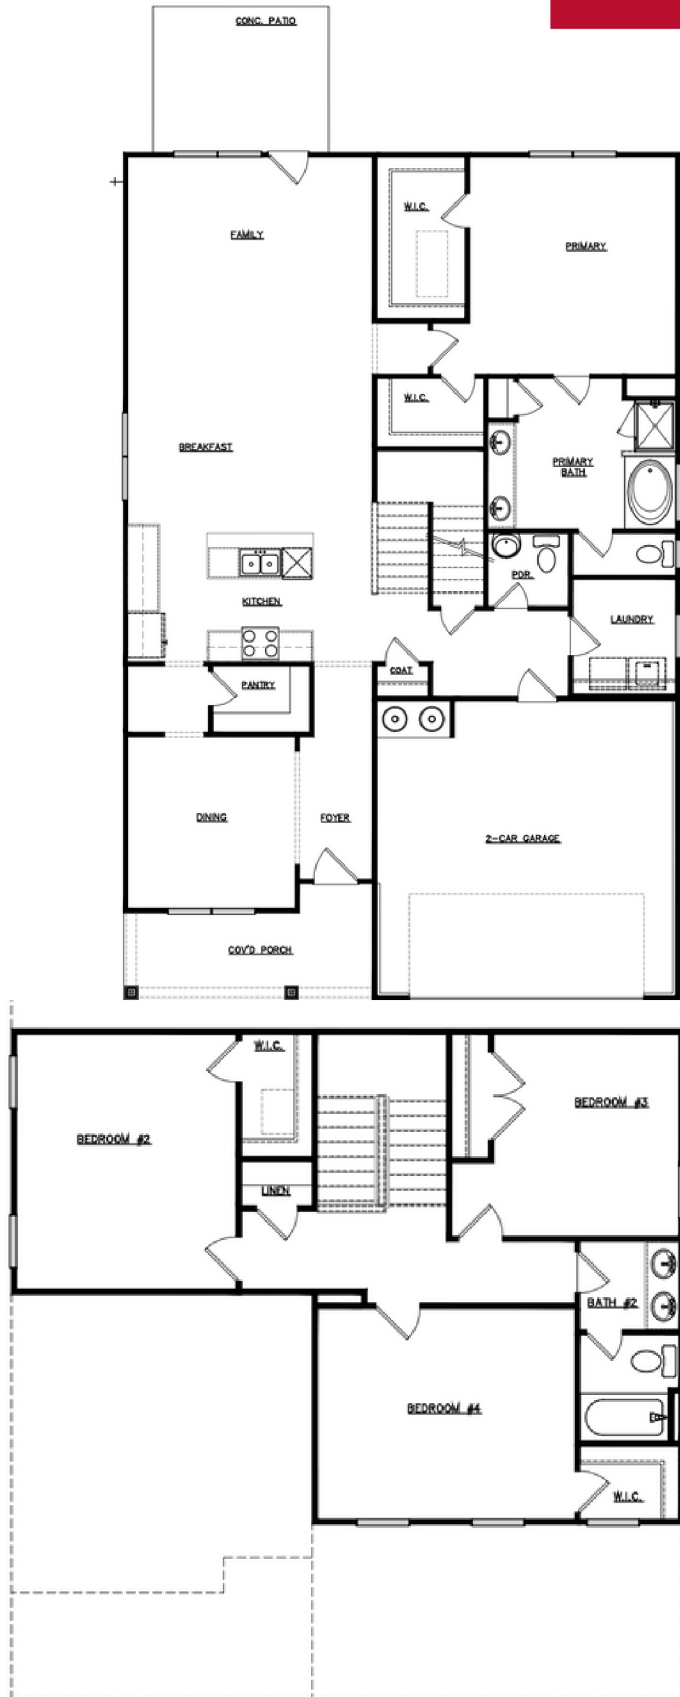 CONC. PATIO
W.I.C.
FAMILY
PRIMARY
W.I.C.
BREAKFAST
PRIMARY
BATH
PDR.
KITCHEN
LAUNDRY
COAT
PANTRY
DINING
FOYER
2-CAR GARAGE
COV'D PORCH
W.I.C.
BEDROOM #3
BEDROOM #2
LINEN
BATH #2
BEDROOM #4
W.I.C.